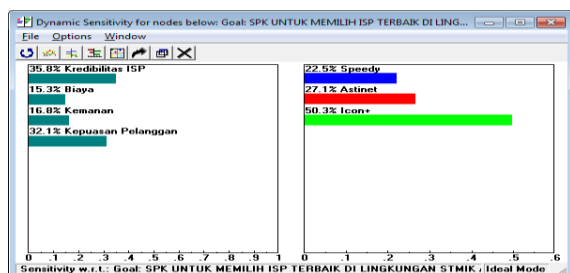 Dynamic Sensitivity for nodes below: Goal: SPK UNTUK MEMILIH ISP TERBAIK DI LING...
File Options Window
35.8% Kredibilitas ISP
15.3% Biaya
16.8% Kemanan
32.1% Kepuasan Pelanggan
0 .1 .2 .3 .4 .5 .6 .7 .8 .9 1
22.5% Speedy
27.1% Astinet
50.3% Icon+
0 .1 .2 .3 .4 .5 .6
Sensitivity w.r.t.: Goal: SPK UNTUK MEMILIH ISP TERBAIK DI LINGKUNGAN STMIK Ideal Mode